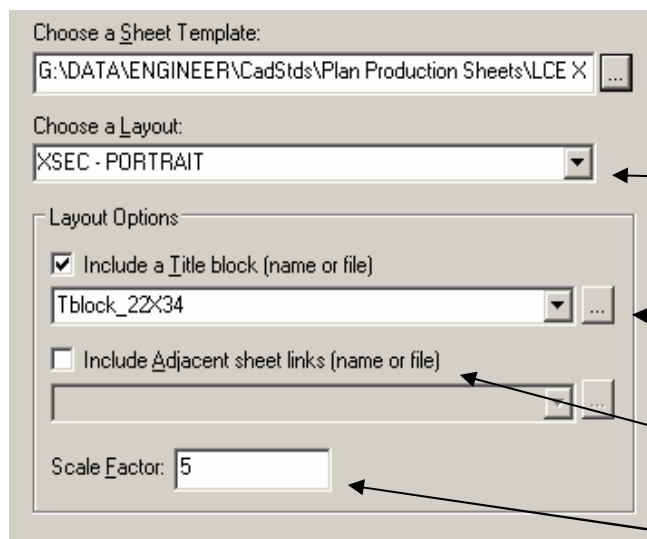 Choose a Sheet Template:
G:\DATA\ENGINEER\CadStds\Plan Production Sheets\LCE X
...
Choose a Layout:
XSEC - PORTRAIT
Layout Options
Include a Title block (name or file)
Tblock_22X34
...
Include Adjacent sheet links (name or file)
...
Scale Factor: 5